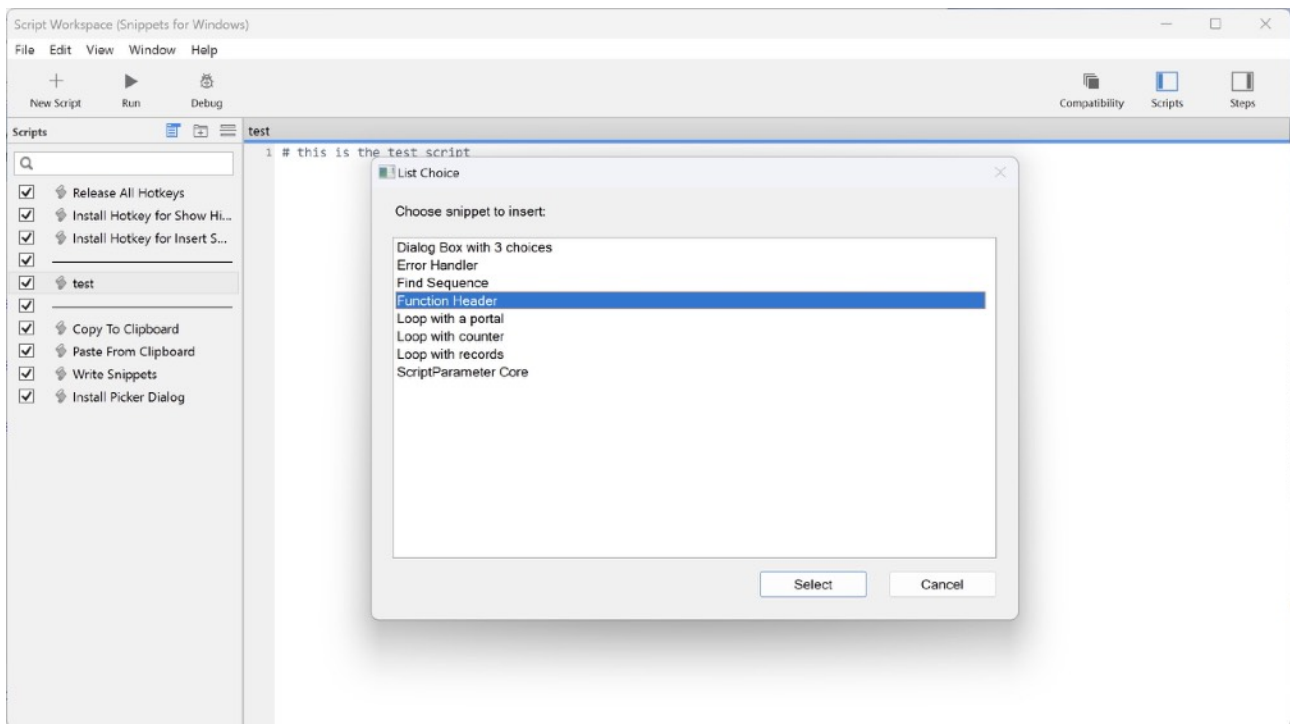 Script Workspace (Snippets for Windows)
File Edit View Window Help
New Script Run Debug Compatibility Scripts Steps
Scripts
test
1 # this is the test script
Release All Hotkeys
Install Hotkey for Show Hi...
Install Hotkey for Insert S...
test
Copy To Clipboard
Paste From Clipboard
Write Snippets
Install Picker Dialog
List Choice
Choose snippet to insert:
Dialog Box with 3 choices
Error Handler
Find Sequence
Function Header
Loop with a portal
Loop with counter
Loop with records
ScriptParameter Core
Select Cancel